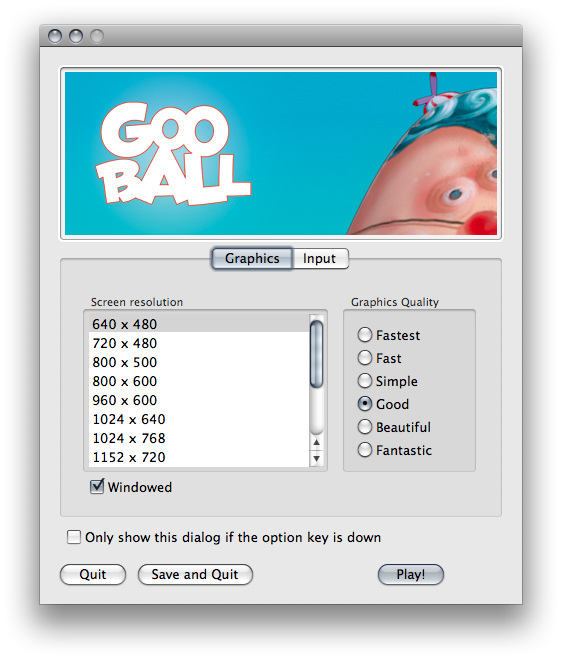 GOO
BALL
Graphics Input
Screen resolution
640 x 480
720 x 480
800 x 500
800 x 600
960 x 600
1024 x 640
1024 x 768
1152 x 720
Windowed
Graphics Quality
Fastest
Fast
Simple
Good
Beautiful
Fantastic
Only show this dialog if the option key is down
Quit Save and Quit Play!